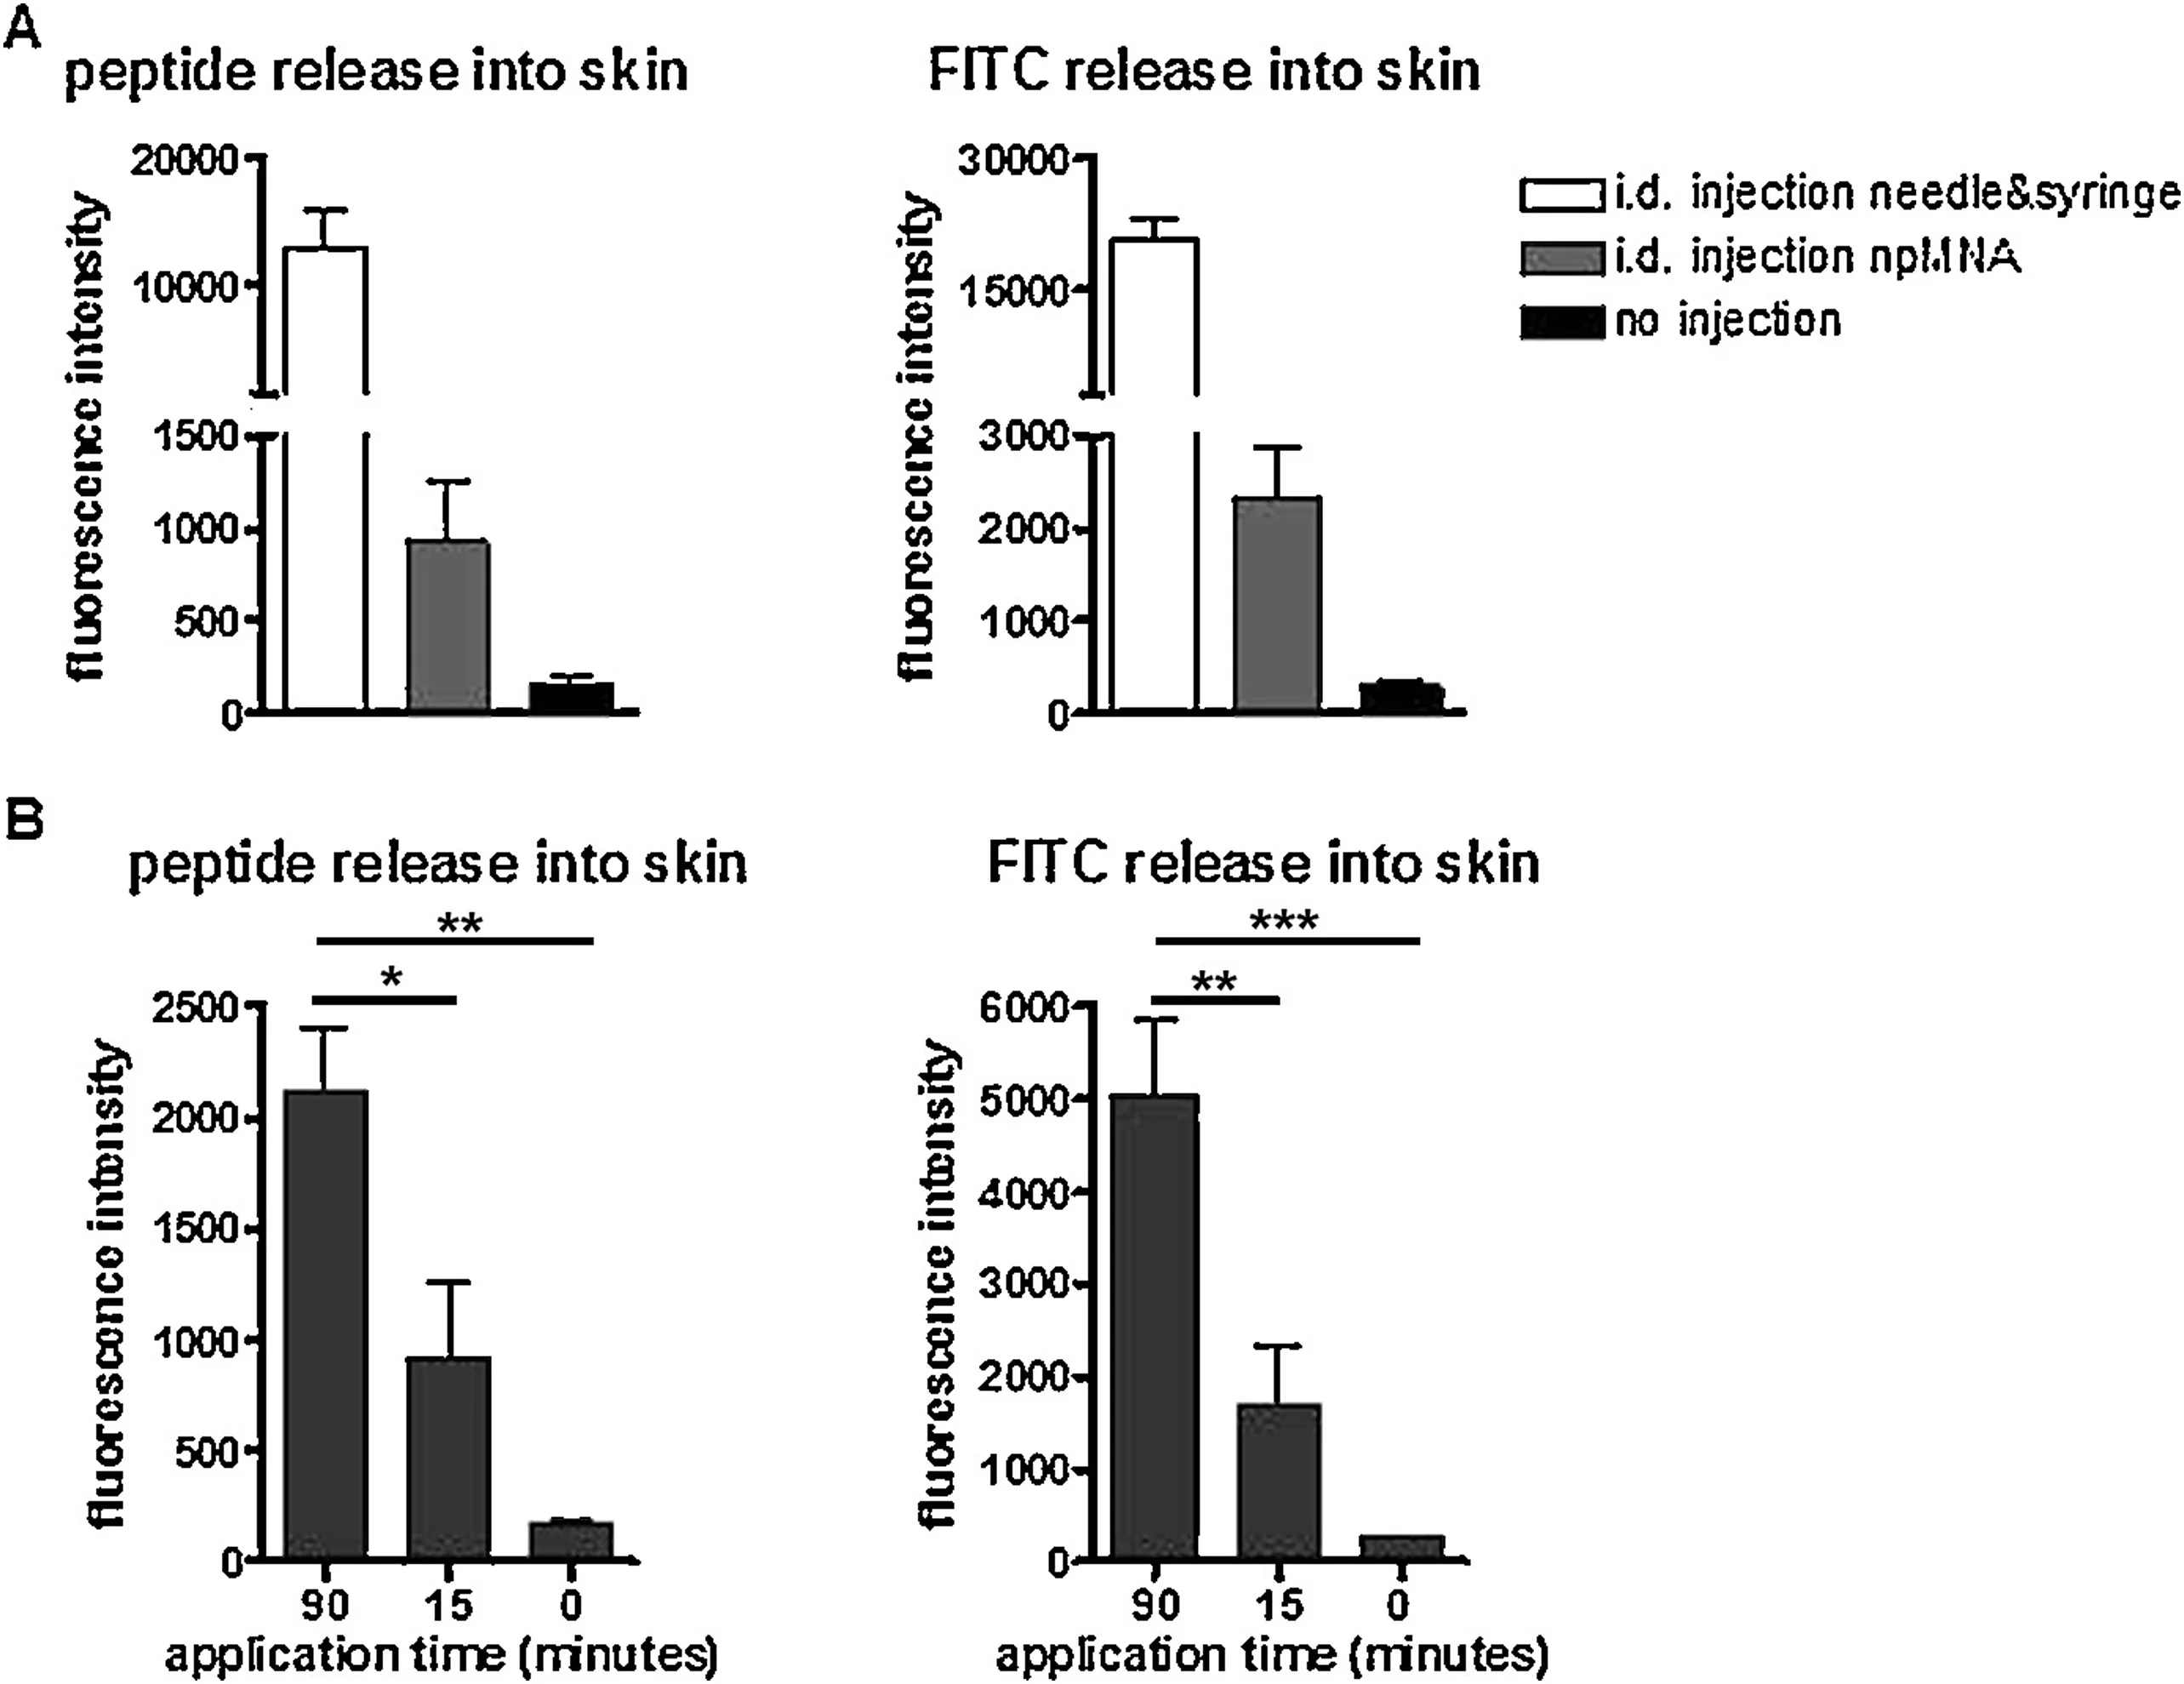 A
peptide release into skin
FITC release into skin
fluorescence intensity
20000
10000
1500
1000
500
0
fluorescence intensity
30000
15000
3000
2000
1000
0
i.d. injection needle&syringe
i.d. injection npMNA
no injection
B
peptide release into skin
FITC release into skin
**
*
***
**
fluorescence intensity
2500
2000
1500
1000
500
0
90 15 0
application time (minutes)
fluorescence intensity
6000
5000
4000
3000
2000
1000
0
90 15 0
application time (minutes)